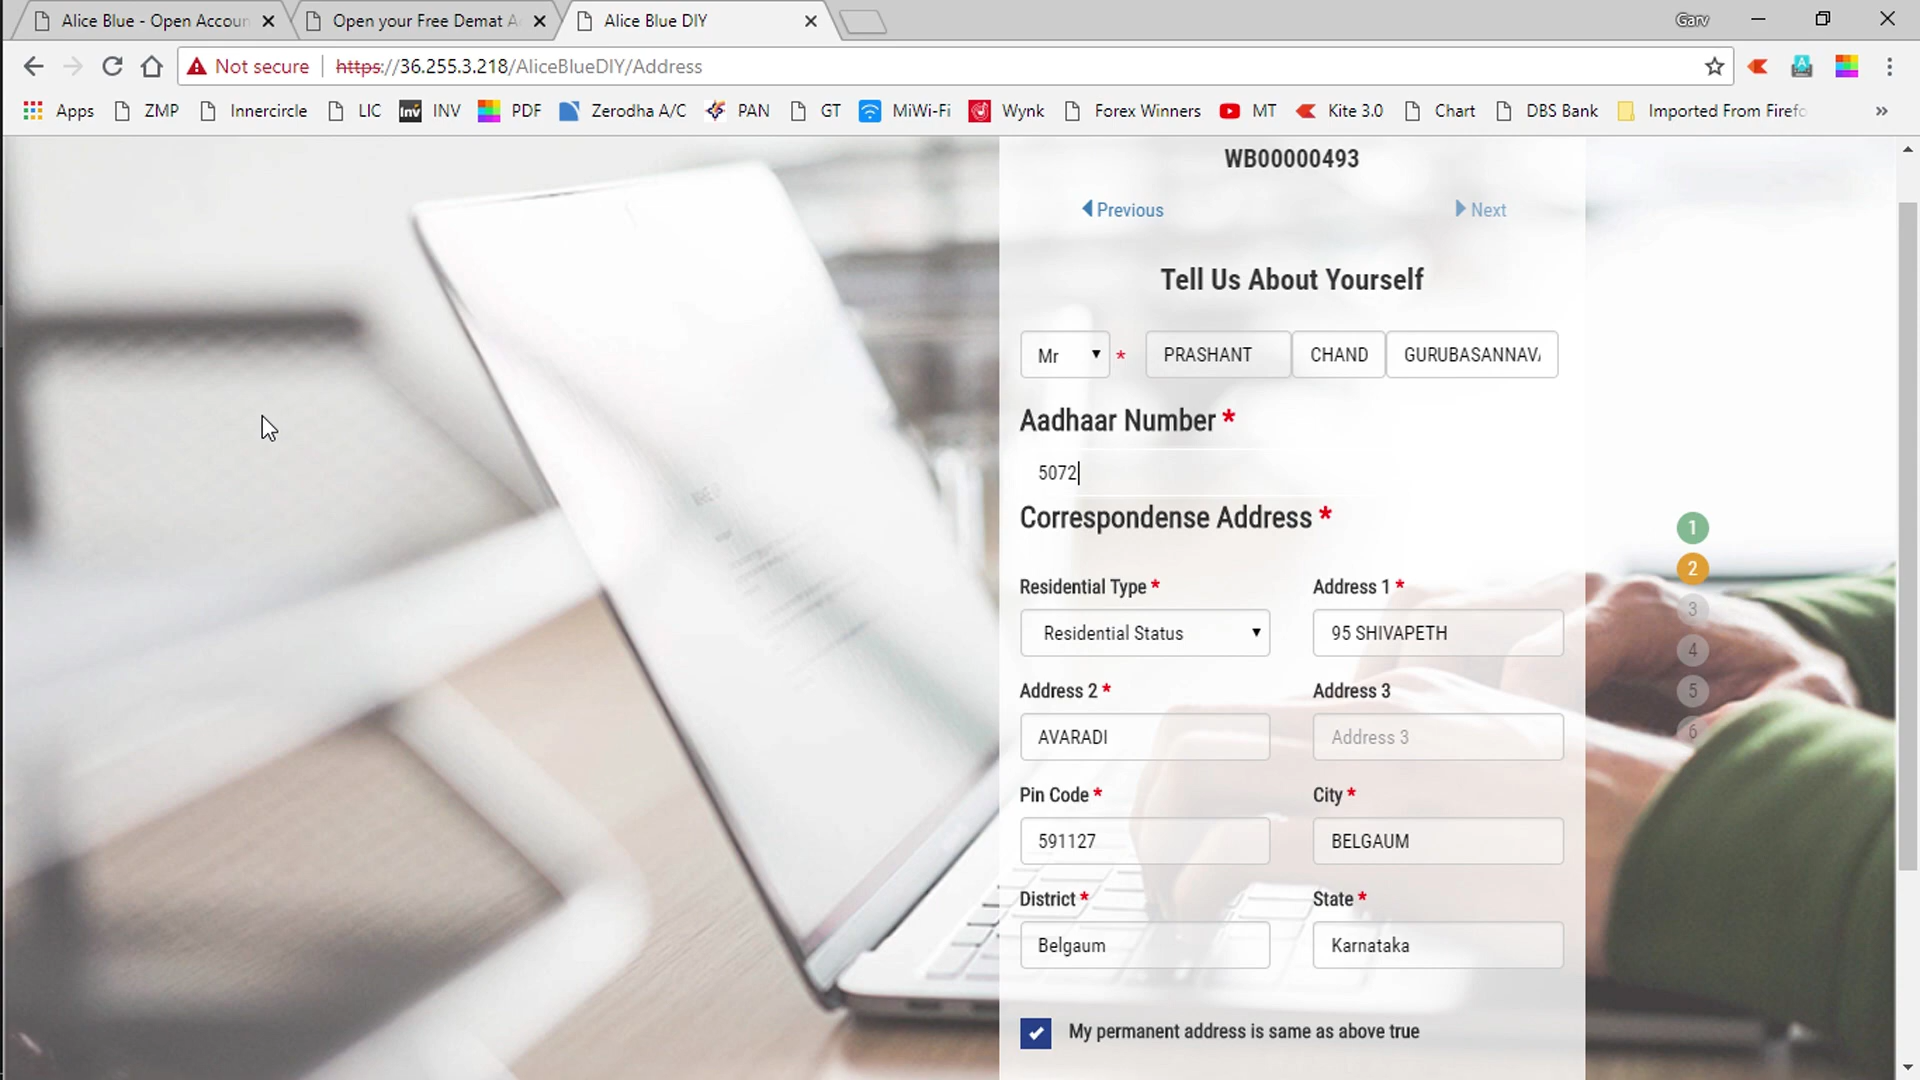 Alice Blue - Open Accoun
Open your Free Demat A
Alice Blue DIY
Garv
Not secure https://36.255.3.218/AliceBlueDIY/Address
Apps ZMP Innercircle LIC INV PDF Zerodha A/C PAN GT MiWi-Fi Wynk Forex Winners MT Kite 3.0 Chart DBS Bank Imported From Firefo »
WB00000493
Previous Next
Tell Us About Yourself
Mr * PRASHANT CHAND GURUBASANNAV
Aadhaar Number *
5072
Correspondense Address *
1
2
3
4
5
6
Residential Type * Address 1 *
Residential Status 95 SHIVAPETH
Address 2 * Address 3
AVARADI Address 3
Pin Code * City *
591127 BELGAUM
District * State *
Belgaum Karnataka
My permanent address is same as above true